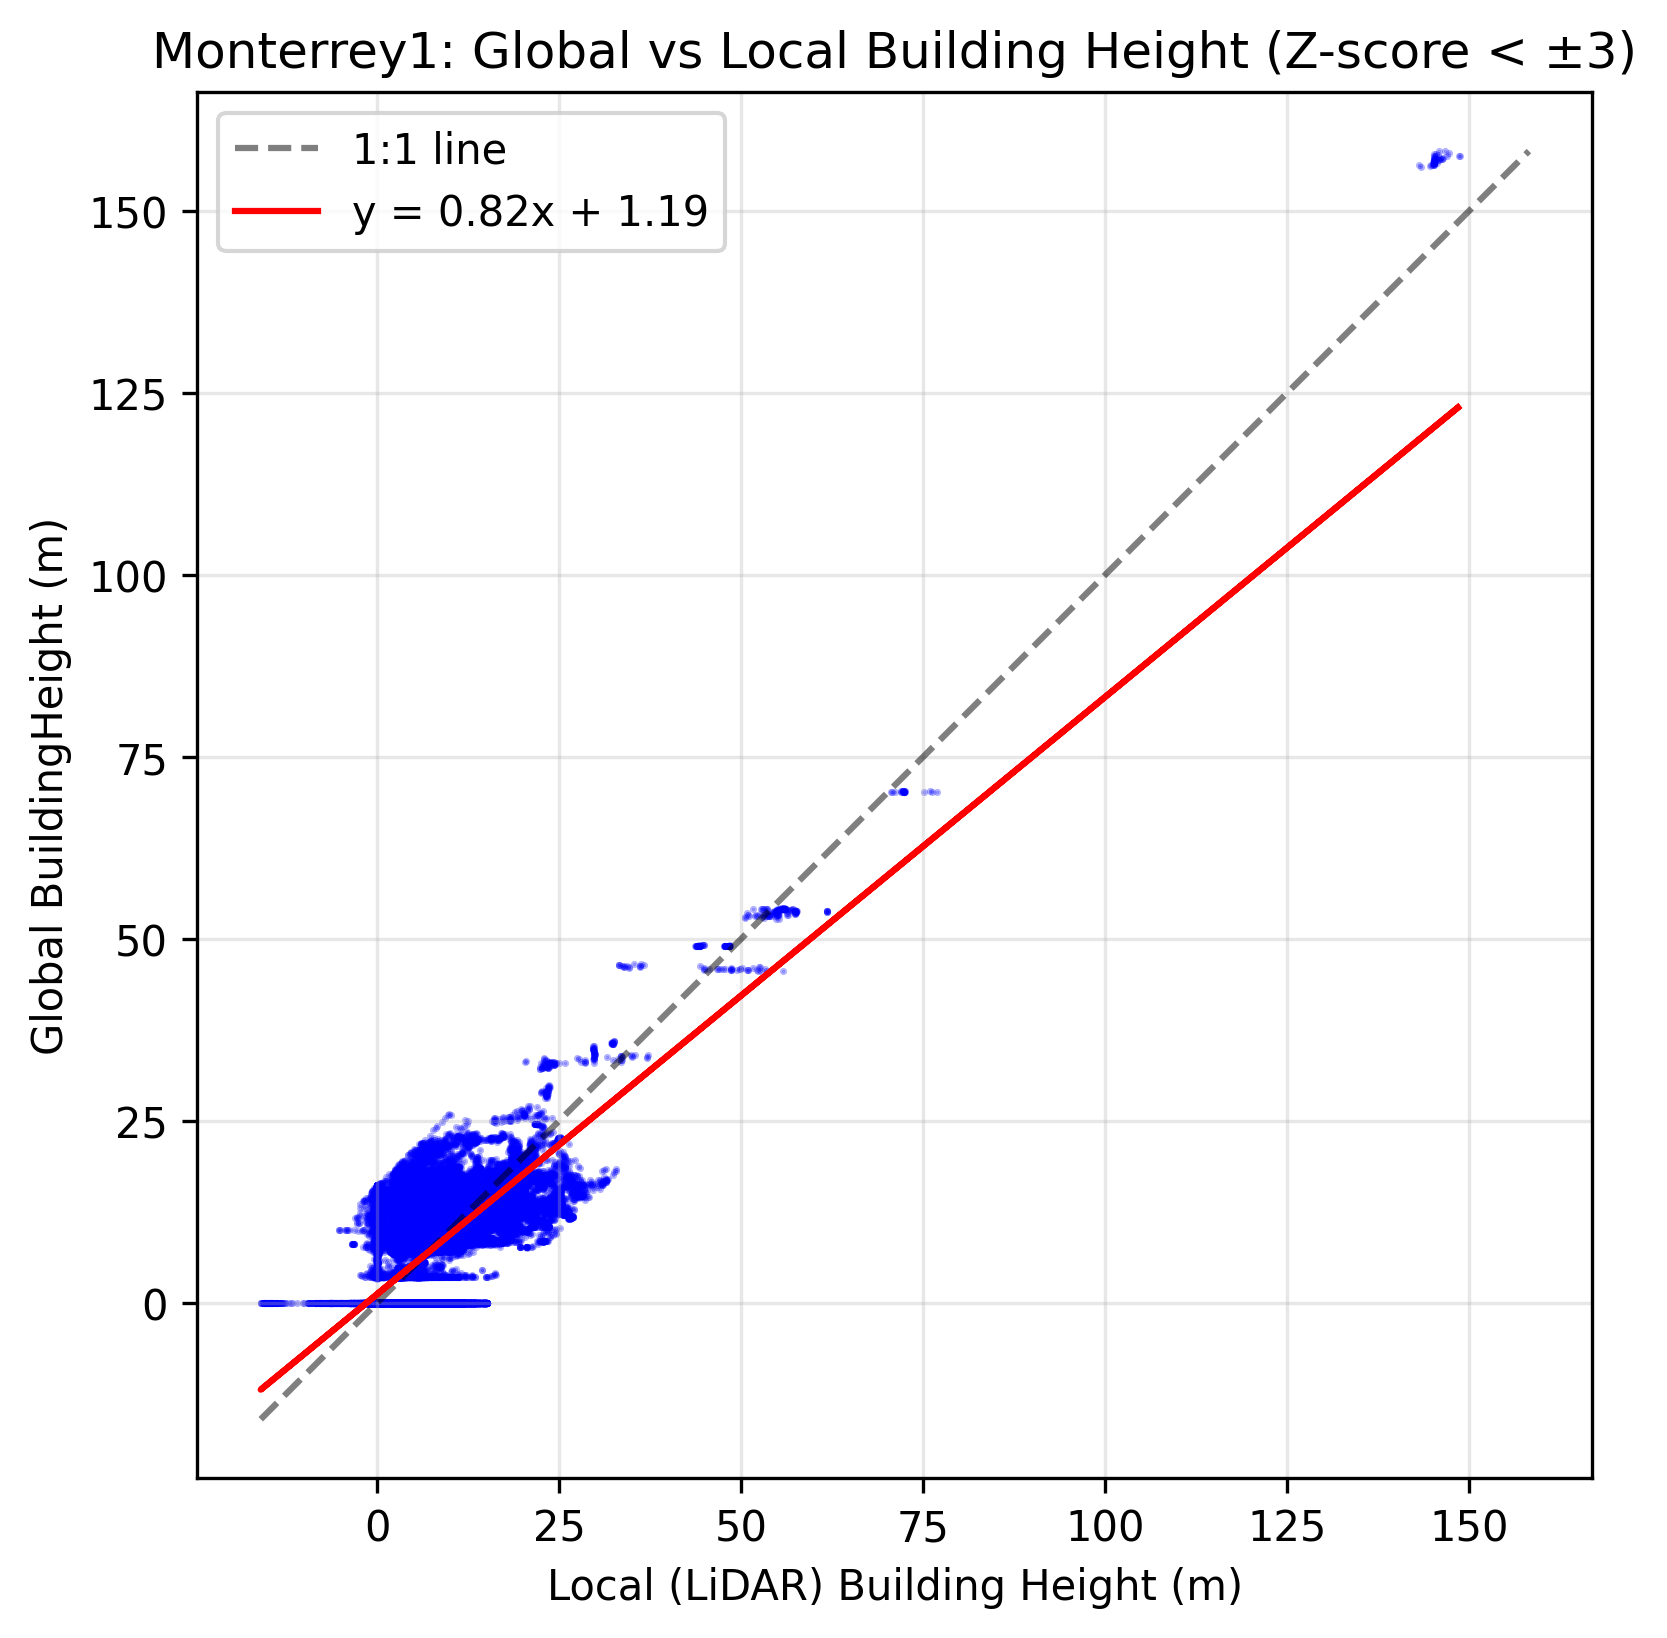 Monterrey1: Global vs Local Building Height (Z-score < ±3)
1:1 line
y = 0.82x + 1.19
150
125
100
75
50
25
0
Global BuildingHeight (m)
0 25 50 75 100 125 150
Local (LiDAR) Building Height (m)